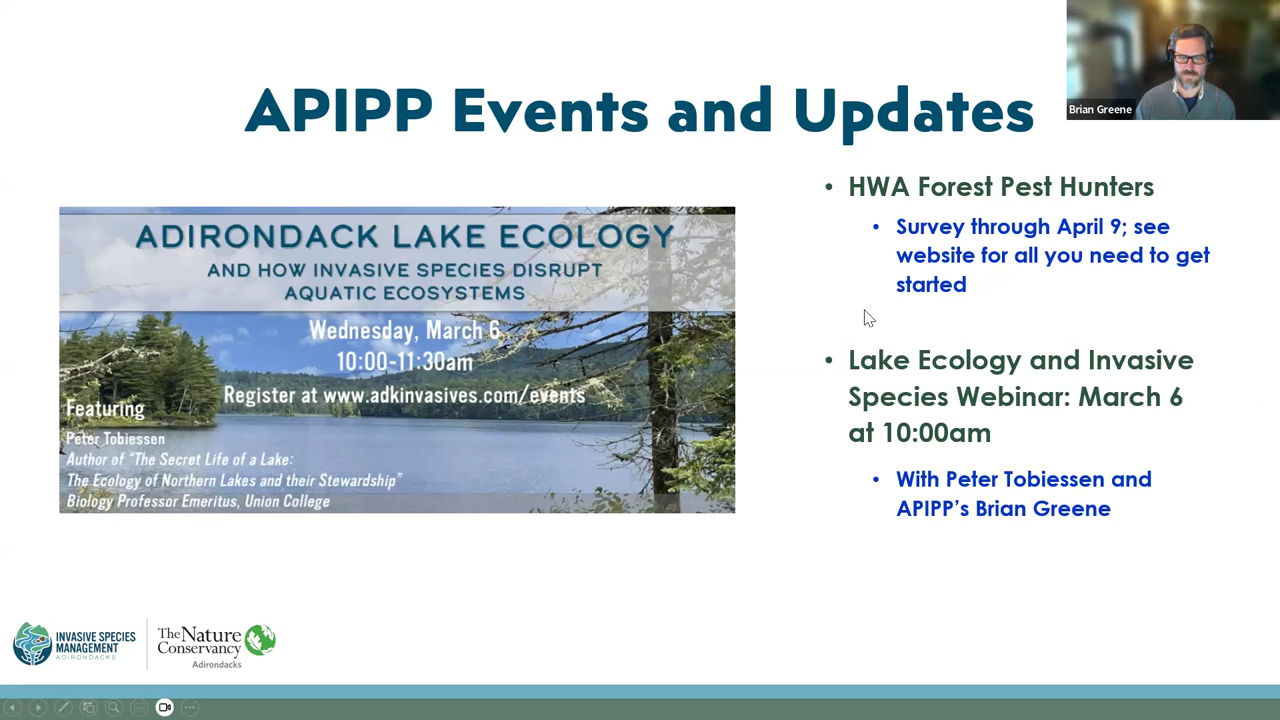 Brian Greene
APIPP Events and Updates
ADIRONDACK LAKE ECOLOGY
AND HOW INVASIVE SPECIES DISRUPT
AQUATIC ECOSYSTEMS
Wednesday, March 6
10:00-11:30am
Register at www.adkinvasives.com/events
Featuring
Peter Tobiessen
Author of "The Secret Life of a Lake:
The Ecology of Northern Lakes and their Stewardship"
Biology Professor Emeritus, Union College
• HWA Forest Pest Hunters
• Survey through April 9; see
website for all you need to get
started
• Lake Ecology and Invasive
Species Webinar: March 6
at 10:00am
• With Peter Tobiessen and
APIPP’s Brian Greene
INVASIVE SPECIES
MANAGEMENT
ADIRONDACKS
The Nature
Conservancy
Adirondacks